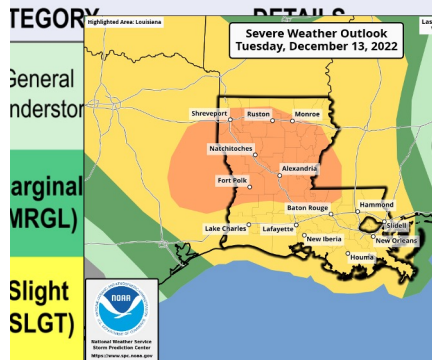 TEGORY
DETAILS
Highlighted Area: Louisiana
Severe Weather Outlook
Tuesday, December 13, 2022
Las
General
nderstor
Shreveport
Ruston
Monroe
Natchitoches
Alexandria
Fort Polk
arginal
MRGL)
Baton Rouge
Hammond
Lake Charles
Lafayette
Slidell
New Iberia
New Orleans
Houma
Slight
SLGT)
NOAA
National Weather Service
Storm Prediction Center
https://www.spc.noaa.gov